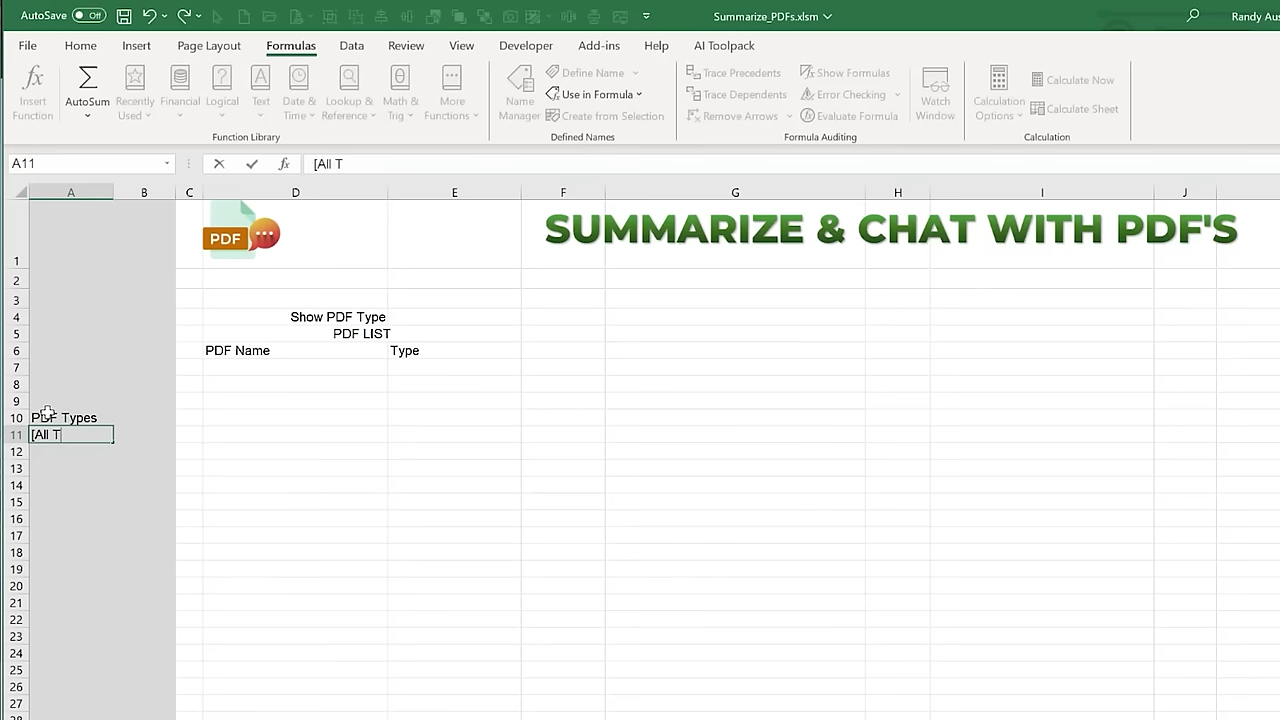 AutoSave Off Summarize_PDFs.xlsm Randy Aus
File Home Insert Page Layout Formulas Data Review View Developer Add-ins Help AI Toolpack
Insert Function
AutoSum
Recently Used
Financial
Logical
Text
Date & Time
Lookup & Reference
Math & Trig
More Functions
Function Library
Name Manager
Define Name
Use in Formula
Create from Selection
Defined Names
Trace Precedents
Trace Dependents
Remove Arrows
Show Formulas
Error Checking
Evaluate Formula
Formula Auditing
Watch Window
Calculation Options
Calculate Now
Calculate Sheet
Calculation
A11 fx [All T
A B C D E F G H I J
PDF SUMMARIZE & CHAT WITH PDF'S
1
2
3
4 Show PDF Type
5 PDF LIST
6 PDF Name Type
7
8
9
10 PDF Types
11 [All T
12
13
14
15
16
17
18
19
20
21
22
23
24
25
26
27
28